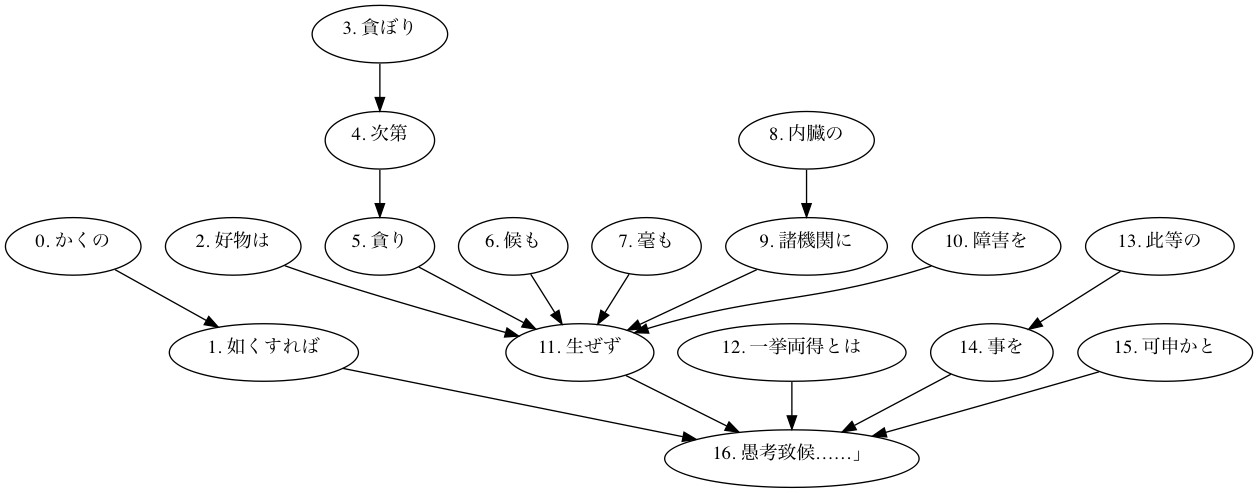 3. 貪ぼり
4. 次第
8. 内臓の
0. かくの
2. 好物は
5. 貪り
6. 候も
7. 毫も
9. 諸機関に
10. 障害を
13. 此等の
1. 如くすれば
11. 生ぜず
12. 一挙両得とは
14. 事を
15. 可申かと
16. 愚考致候……」